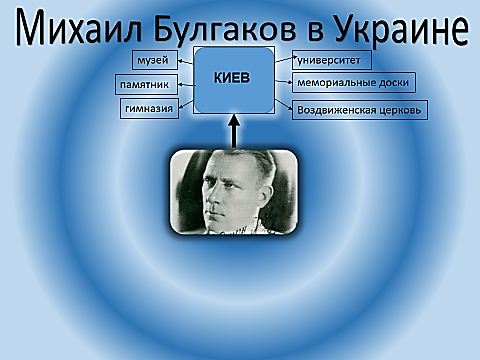 Михаил Булгаков в Украине
музей
университет
КИЕВ
памятник
мемориальные доски
гимназия
Воздвиженская церковь